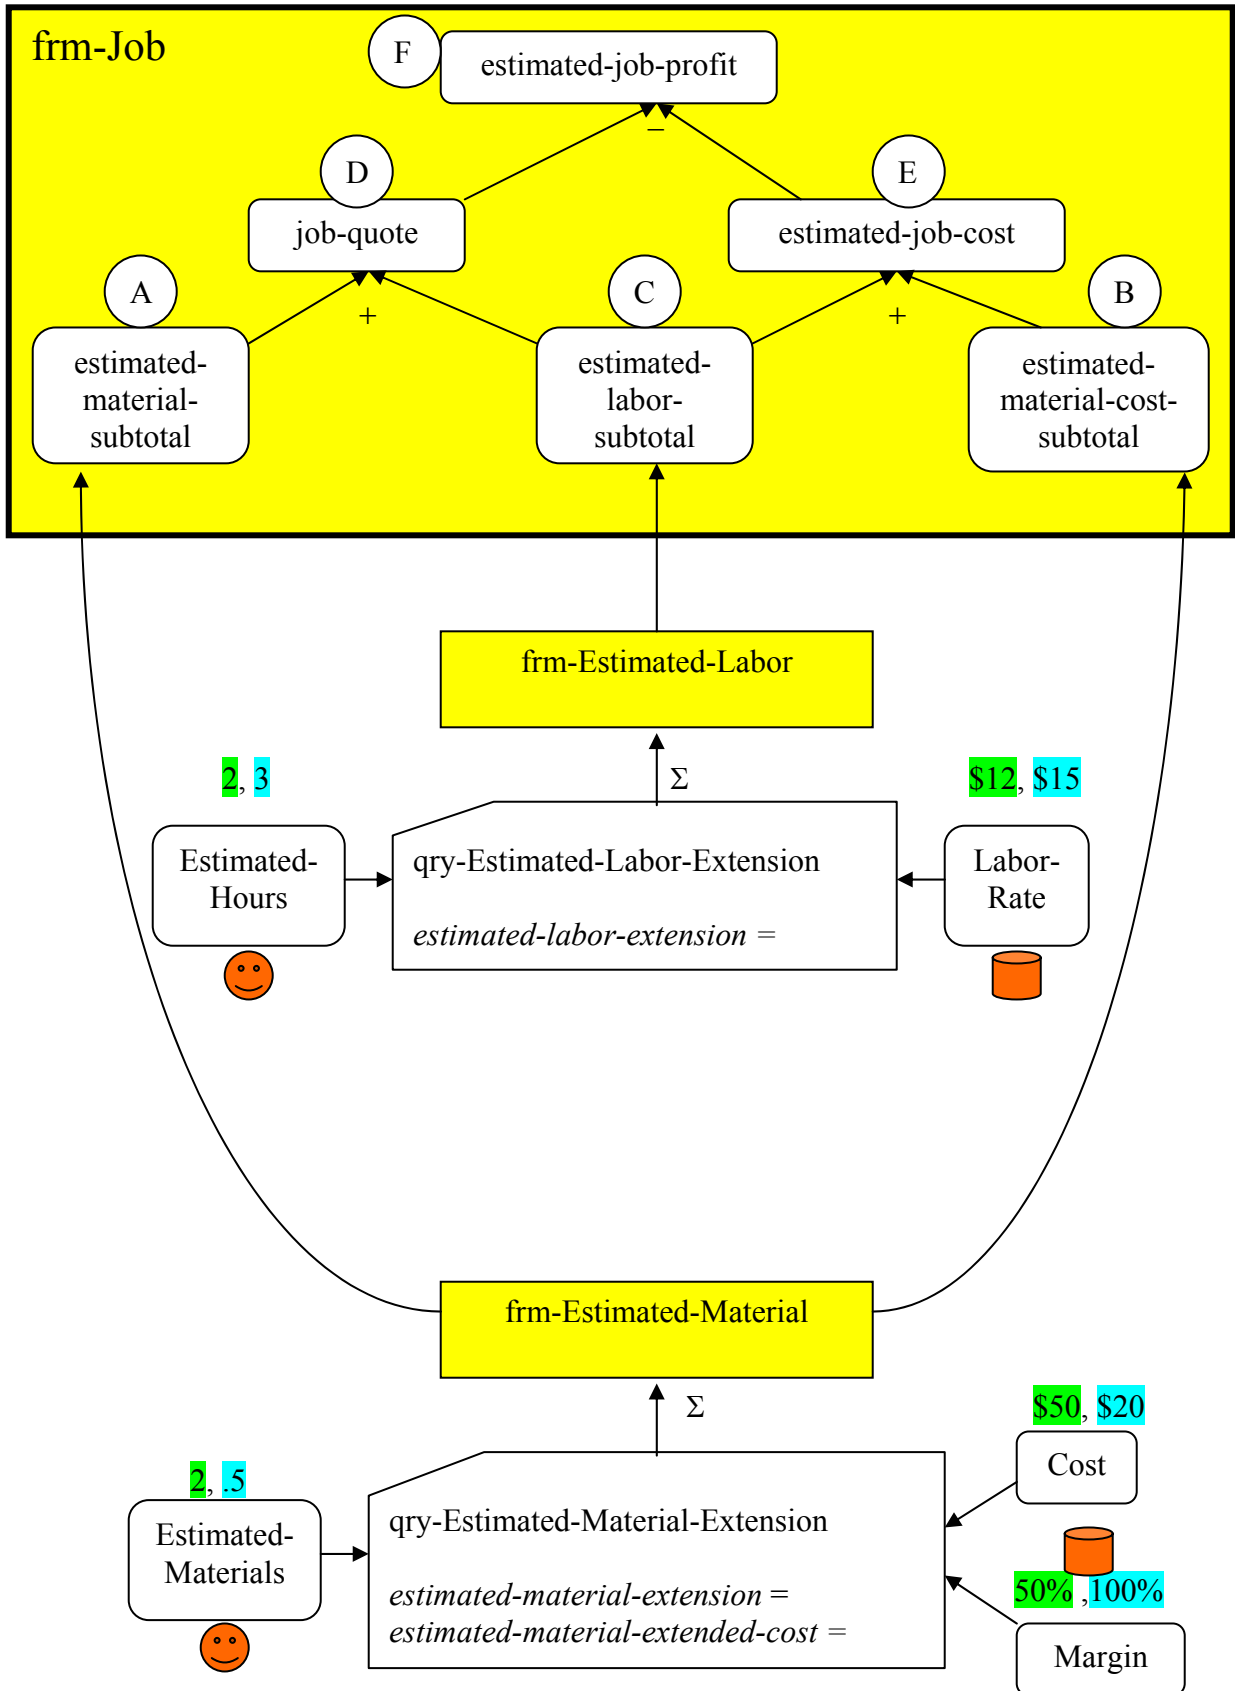 frm-Job
F
estimated-job-profit
−
D
E
job-quote
estimated-job-cost
A
C
B
+
+
estimated-
material-
subtotal
estimated-
labor-
subtotal
estimated-
material-cost-
subtotal
frm-Estimated-Labor
2, 3
Σ
$12, $15
Estimated-
Hours
qry-Estimated-Labor-Extension
estimated-labor-extension =
Labor-
Rate
frm-Estimated-Material
Σ
$50, $20
Cost
2, .5
Estimated-
Materials
qry-Estimated-Material-Extension
estimated-material-extension =
estimated-material-extended-cost =
50% ,100%
Margin